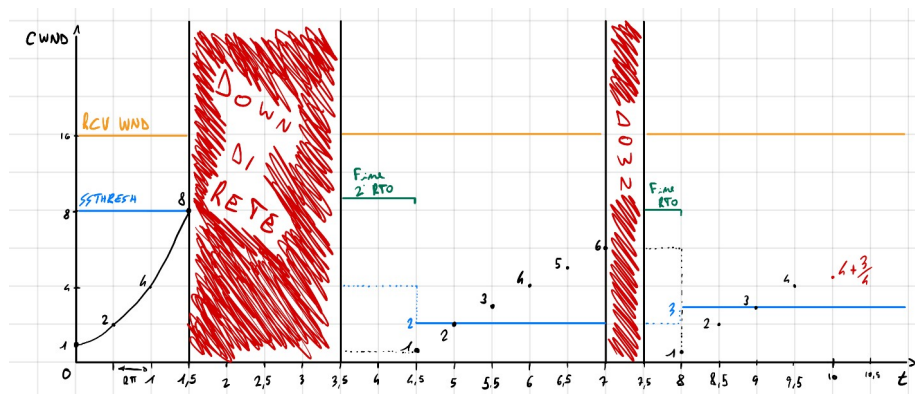 CWND
RCV WND
16
SSTHRESH
8
8
4
4
2
1
0
RTT
DOWN
DI
RETE
Fine
2° RTO
2
1
2
3
4
5
6
Fine
RTO
3
1
2
3
4
4+3/4
1 1,5 2 2,5 3 3,5 4 4,5 5 5,5 6 6,5 7 7,5 8 8,5 9 9,5 10 10,5 t